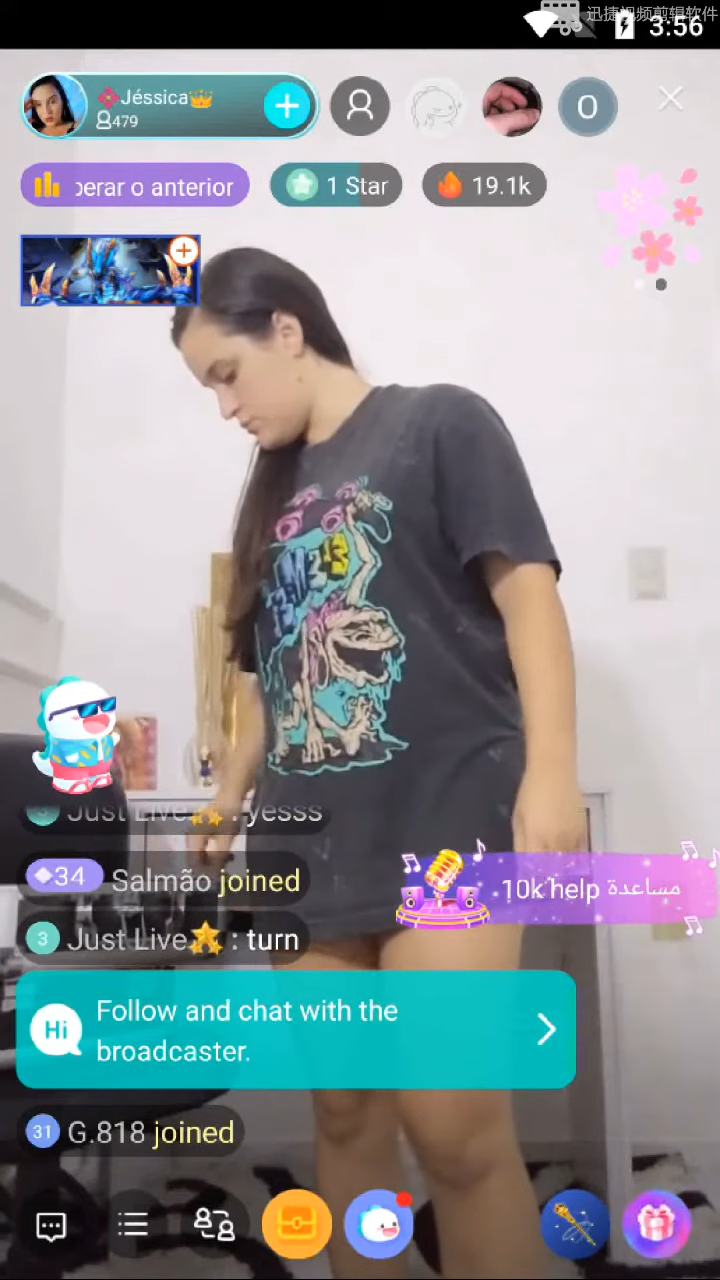 迅捷视频剪辑软件
3:56
Jéssica
479
0
perar o anterior
1 Star
19.1k
3 Just Live : yesss
34 Salmão joined
10k help مساعدة
3 Just Live : turn
Hi
Follow and chat with the
broadcaster.
31 G.818 joined